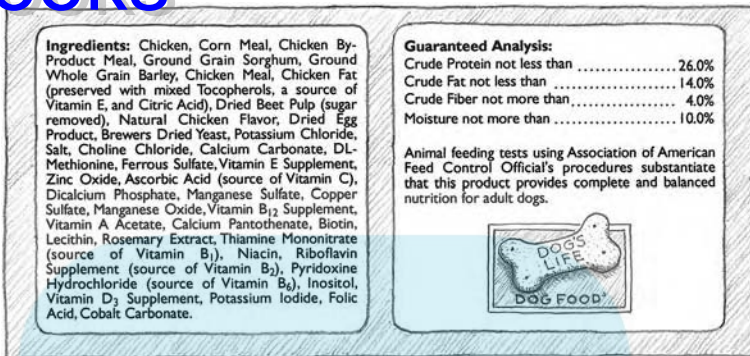 Ingredients: Chicken, Corn Meal, Chicken By-
Product Meal, Ground Grain Sorghum, Ground
Whole Grain Barley, Chicken Meal, Chicken Fat
(preserved with mixed Tocopherols, a source of
Vitamin E, and Citric Acid), Dried Beet Pulp (sugar
removed), Natural Chicken Flavor, Dried Egg
Product, Brewers Dried Yeast, Potassium Chloride,
Salt, Choline Chloride, Calcium Carbonate, DL-
Methionine, Ferrous Sulfate, Vitamin E Supplement,
Zinc Oxide, Ascorbic Acid (source of Vitamin C),
Dicalcium Phosphate, Manganese Sulfate, Copper
Sulfate, Manganese Oxide, Vitamin B12 Supplement,
Vitamin A Acetate, Calcium Pantothenate, Biotin,
Lecithin, Rosemary Extract, Thiamine Mononitrate
(source of Vitamin B1), Niacin, Riboflavin
Supplement (source of Vitamin B2), Pyridoxine
Hydrochloride (source of Vitamin B6), Inositol,
Vitamin D3 Supplement, Potassium Iodide, Folic
Acid, Cobalt Carbonate.
Guaranteed Analysis:
Crude Protein not less than .................... 26.0%
Crude Fat not less than ........................ 14.0%
Crude Fiber not more than..................... 4.0%
Moisture not more than ........................ 10.0%
Animal feeding tests using Association of American
Feed Control Official's procedures substantiate
that this product provides complete and balanced
nutrition for adult dogs.
DOG'S
LIFE
DOG FOOD